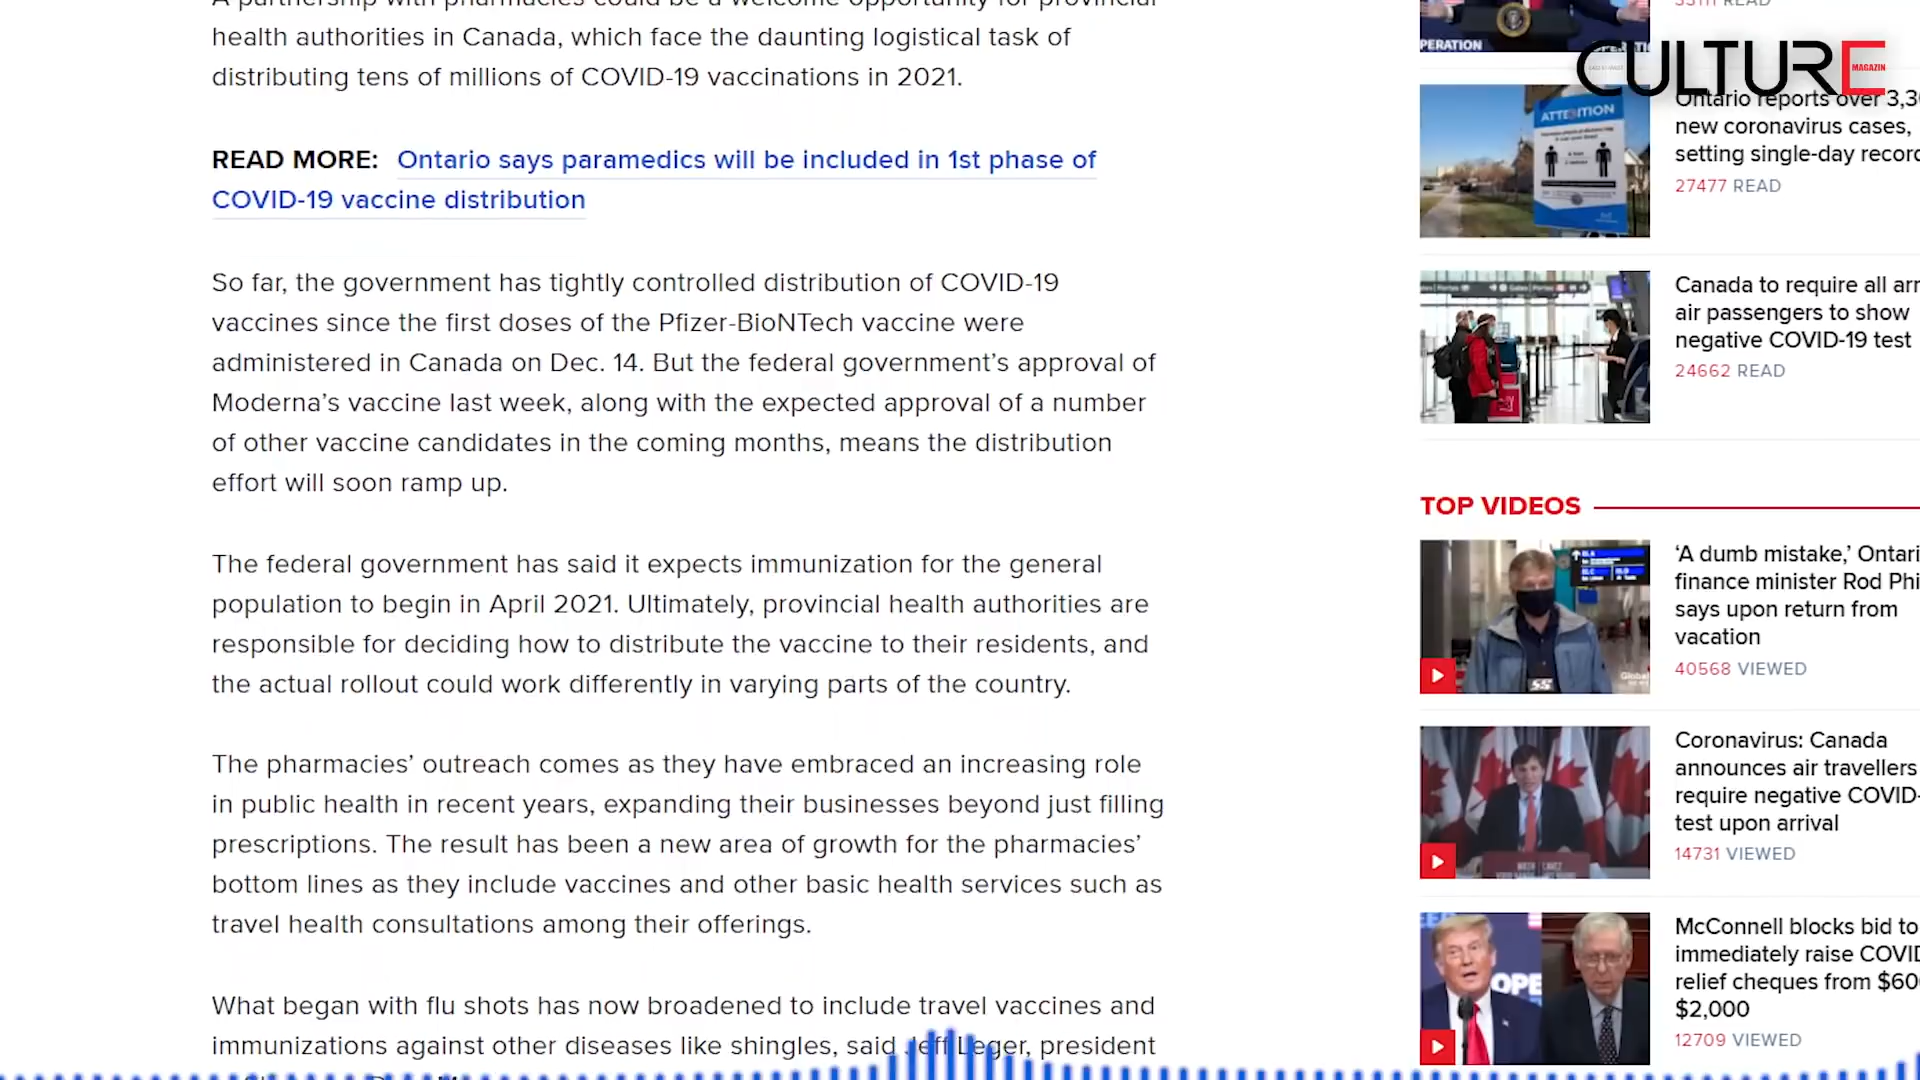 A partnership with pharmacies could be a welcome opportunity for provincial
health authorities in Canada, which face the daunting logistical task of
distributing tens of millions of COVID-19 vaccinations in 2021.
READ MORE: Ontario says paramedics will be included in 1st phase of
COVID-19 vaccine distribution
So far, the government has tightly controlled distribution of COVID-19
vaccines since the first doses of the Pfizer-BioNTech vaccine were
administered in Canada on Dec. 14. But the federal government’s approval of
Moderna’s vaccine last week, along with the expected approval of a number
of other vaccine candidates in the coming months, means the distribution
effort will soon ramp up.
The federal government has said it expects immunization for the general
population to begin in April 2021. Ultimately, provincial health authorities are
responsible for deciding how to distribute the vaccine to their residents, and
the actual rollout could work differently in varying parts of the country.
The pharmacies’ outreach comes as they have embraced an increasing role
in public health in recent years, expanding their businesses beyond just filling
prescriptions. The result has been a new area of growth for the pharmacies’
bottom lines as they include vaccines and other basic health services such as
travel health consultations among their offerings.
What began with flu shots has now broadened to include travel vaccines and
immunizations against other diseases like shingles, said Jeff Leger, president
READ
PERATION
CULTURE
MAGAZIN
ATTENTION
Ontario reports over 3,3
new coronavirus cases,
setting single-day record
27477 READ
Canada to require all arr
air passengers to show
negative COVID-19 test
24662 READ
TOP VIDEOS
‘A dumb mistake,’ Ontari
finance minister Rod Phi
says upon return from
vacation
40568 VIEWED
Coronavirus: Canada
announces air travellers
require negative COVID-
test upon arrival
14731 VIEWED
McConnell blocks bid to
immediately raise COVID
relief cheques from $60
$2,000
12709 VIEWED